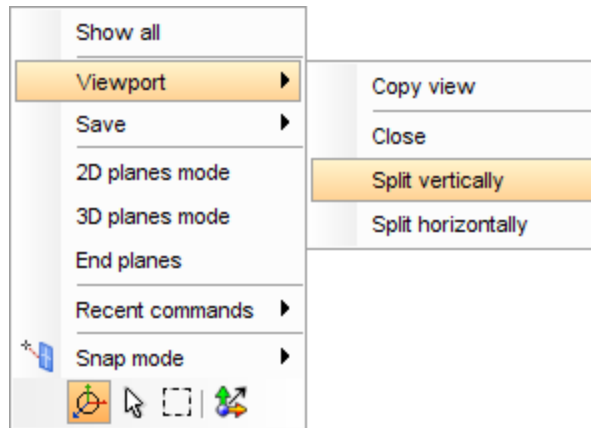 Show all
Viewport
Save
2D planes mode
3D planes mode
End planes
Recent commands
Snap mode
Copy view
Close
Split vertically
Split horizontally